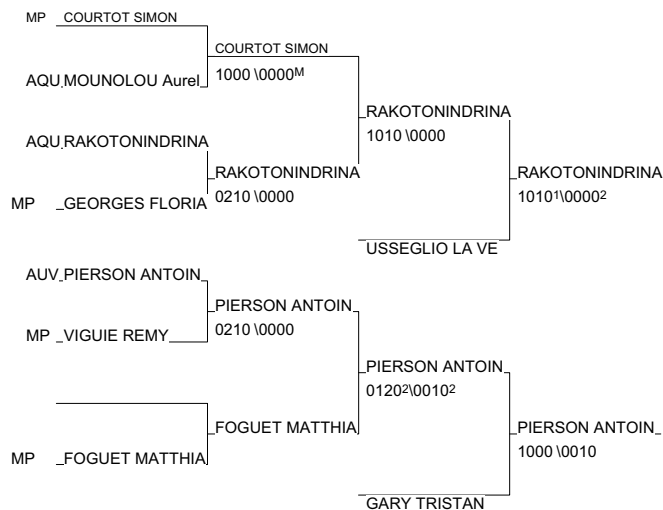 MP COURTOT SIMON
COURTOT SIMON
1000 \0000ᴹ
AQU MOUNOLOU Aurel
RAKOTONINDRINA
1010 \0000
AQU RAKOTONINDRINA
RAKOTONINDRINA
0210 \0000
RAKOTONINDRINA
1010¹\0000²
MP GEORGES FLORIA
USSEGLIO LA VE
AUV PIERSON ANTOIN
PIERSON ANTOIN
0210 \0000
MP VIGUIE REMY
PIERSON ANTOIN
0120²\0010²
FOGUET MATTHIA
PIERSON ANTOIN
1000 \0010
MP FOGUET MATTHIA
GARY TRISTAN